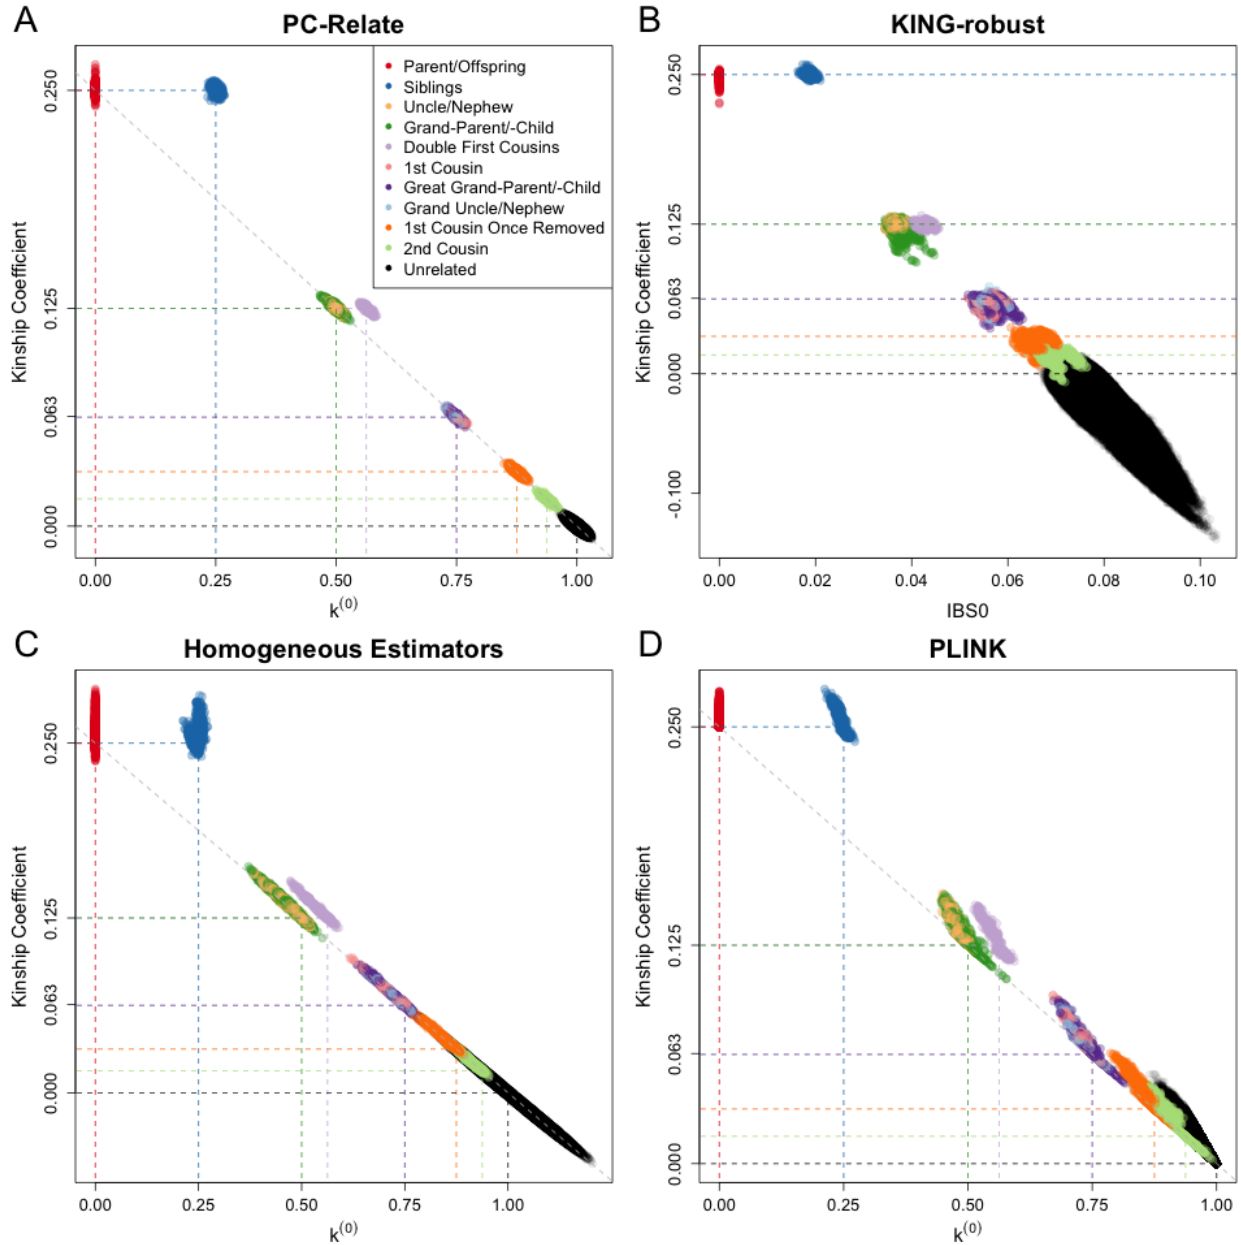 A
PC-Relate
Kinship Coefficient
0.250
0.125
0.063
0.000
Parent/Offspring
Siblings
Uncle/Nephew
Grand-Parent/-Child
Double First Cousins
1st Cousin
Great Grand-Parent/-Child
Grand Uncle/Nephew
1st Cousin Once Removed
2nd Cousin
Unrelated
0.00 0.25 0.50 0.75 1.00
k(0)
B
KING-robust
Kinship Coefficient
0.250
0.125
0.063
0.000
-0.100
0.00 0.02 0.04 0.06 0.08 0.10
IBS0
C
Homogeneous Estimators
Kinship Coefficient
0.250
0.125
0.063
0.000
0.00 0.25 0.50 0.75 1.00
k(0)
D
PLINK
Kinship Coefficient
0.250
0.125
0.063
0.000
0.00 0.25 0.50 0.75 1.00
k(0)